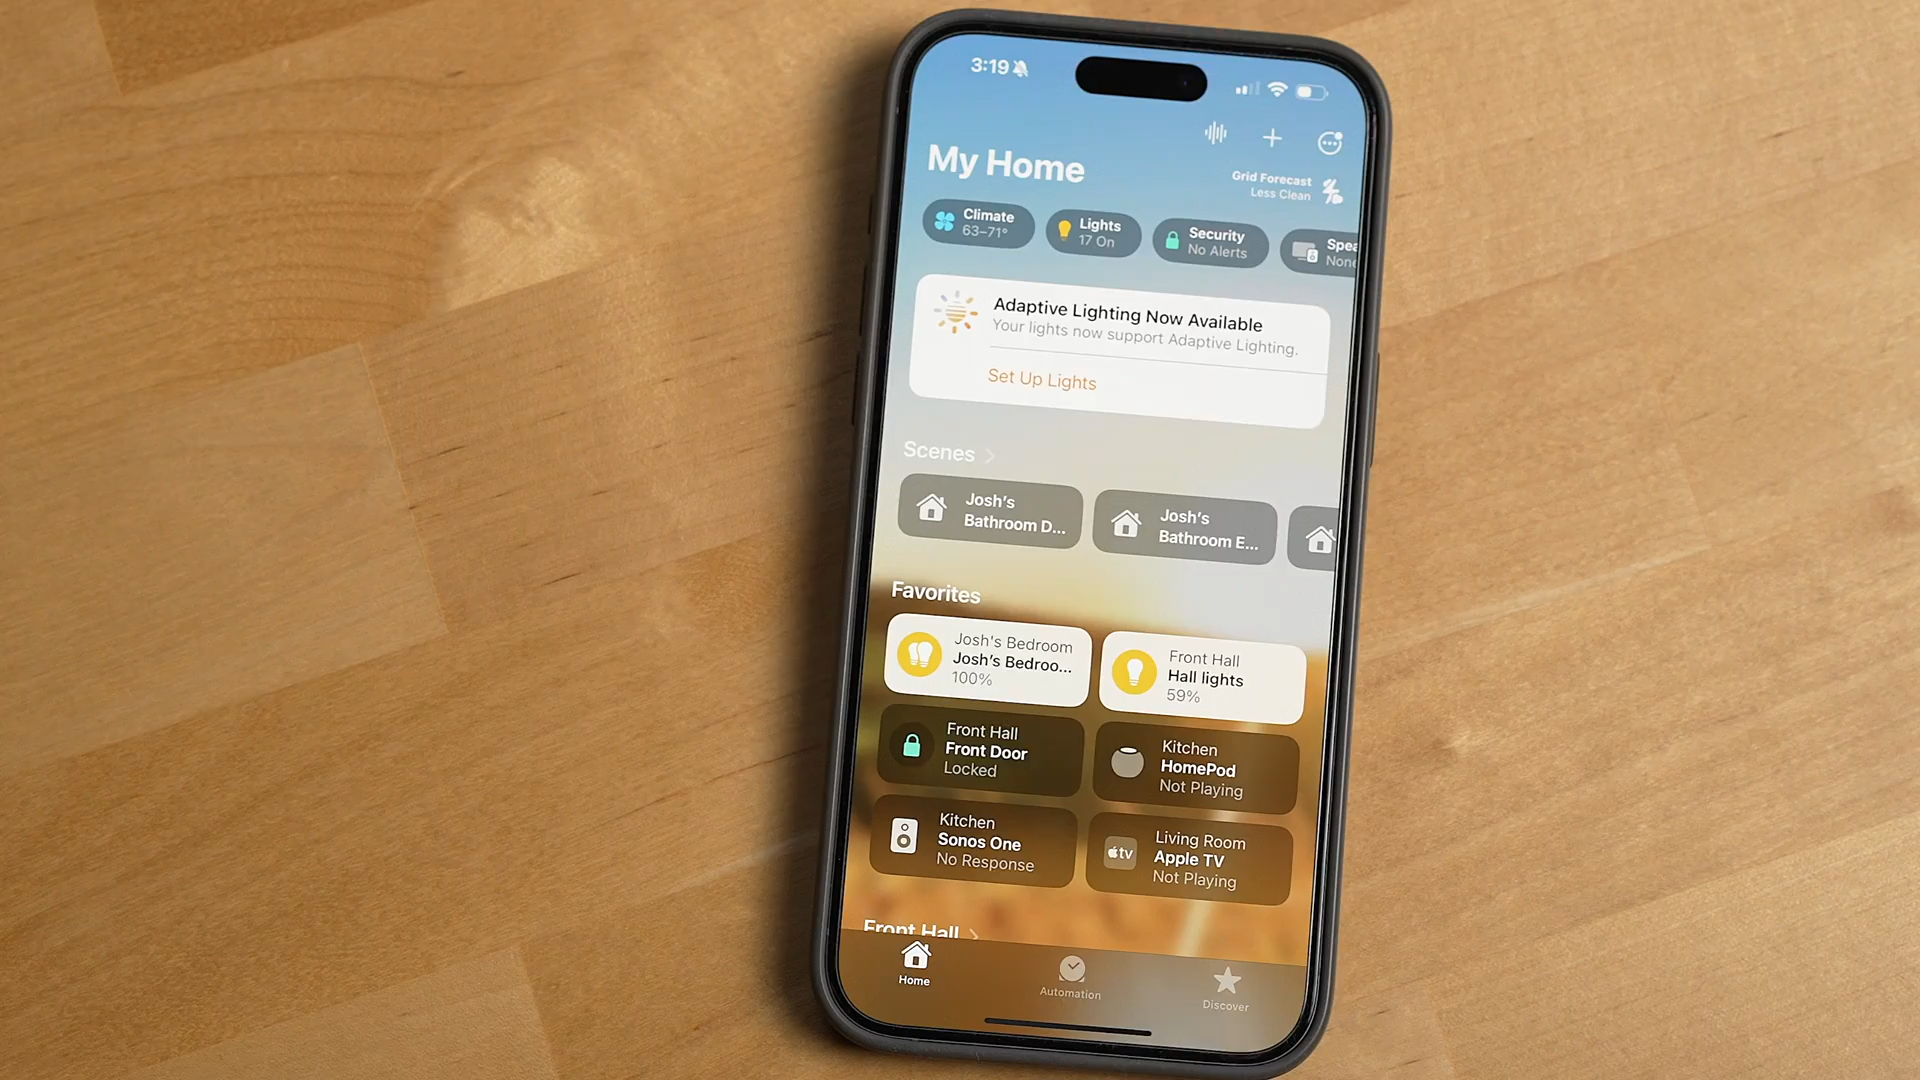 3:19
My Home
Grid Forecast
Less Clean
Climate
63–71°
Lights
17 On
Security
No Alerts
Spea
None
Adaptive Lighting Now Available
Your lights now support Adaptive Lighting.
Set Up Lights
Scenes
Josh's
Bathroom D...
Josh's
Bathroom E...
Favorites
Josh's Bedroom
Josh's Bedroo...
100%
Front Hall
Hall lights
59%
Front Hall
Front Door
Locked
Kitchen
HomePod
Not Playing
Kitchen
Sonos One
No Response
tv
Living Room
Apple TV
Not Playing
Front Hall
Home
Automation
Discover